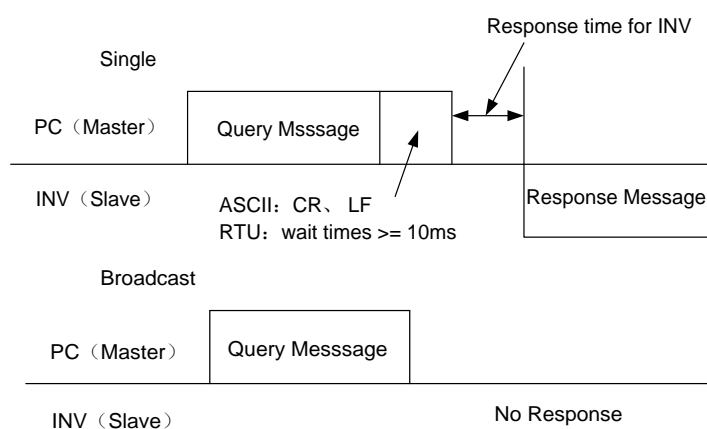 Response time for INV
Single
PC（Master）
Query Msssage
INV（Slave）
ASCII：CR、LF
RTU：wait times >= 10ms
Response Message
Broadcast
PC（Master）
Query Messsage
INV（Slave）
No Response